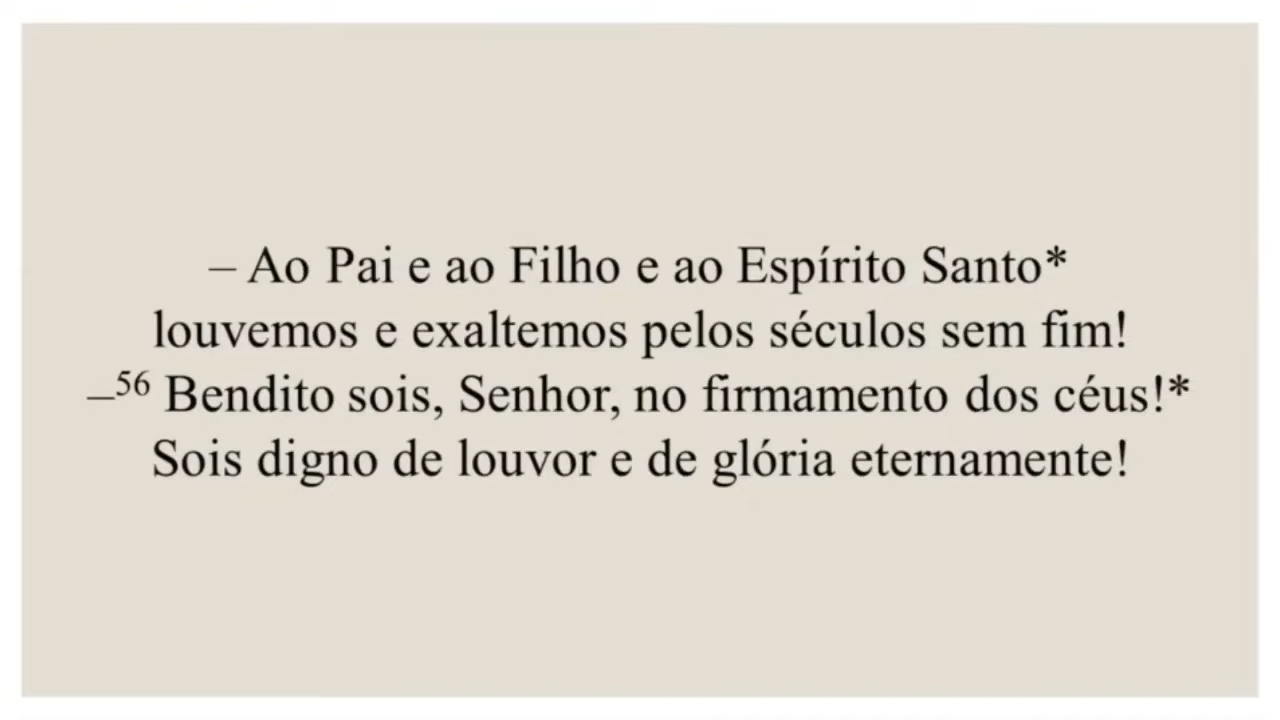 – Ao Pai e ao Filho e ao Espírito Santo*
louvemos e exaltemos pelos séculos sem fim!
–⁵⁶ Bendito sois, Senhor, no firmamento dos céus!*
Sois digno de louvor e de glória eternamente!